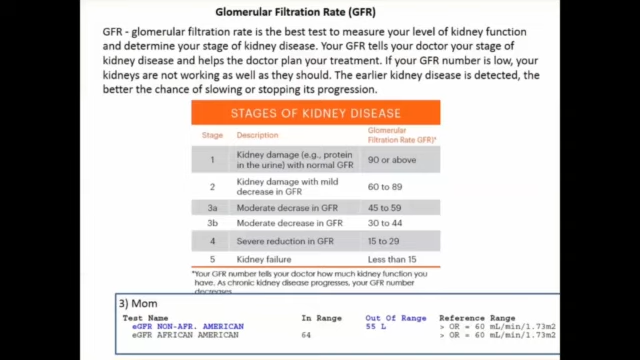 Glomerular Filtration Rate (GFR)
GFR - glomerular filtration rate is the best test to measure your level of kidney function
and determine your stage of kidney disease. Your GFR tells your doctor your stage of
kidney disease and helps the doctor plan your treatment. If your GFR number is low, your
kidneys are not working as well as they should. The earlier kidney disease is detected, the
better the chance of slowing or stopping its progression.
STAGES OF KIDNEY DISEASE
Stage Description Glomerular
Filtration Rate GFR)*
1 Kidney damage (e.g., protein
in the urine) with normal GFR 90 or above
2 Kidney damage with mild
decrease in GFR 60 to 89
3a Moderate decrase in GFR 45 to 59
3b Moderate decrease in GFR 30 to 44
4 Severe reduction in GFR 15 to 29
5 Kidney failure Less than 15
*Your GFR number tells your doctor how much kidney function you
have. As chronic kidney disease progresses, your GFR number
decreases.
3) Mom
Test Name In Range Out Of Range Reference Range
eGFR NON-AFR. AMERICAN 55 L > OR = 60 mL/min/1.73m2
eGFR AFRICAN AMERICAN 64 > OR = 60 mL/min/1.73m2